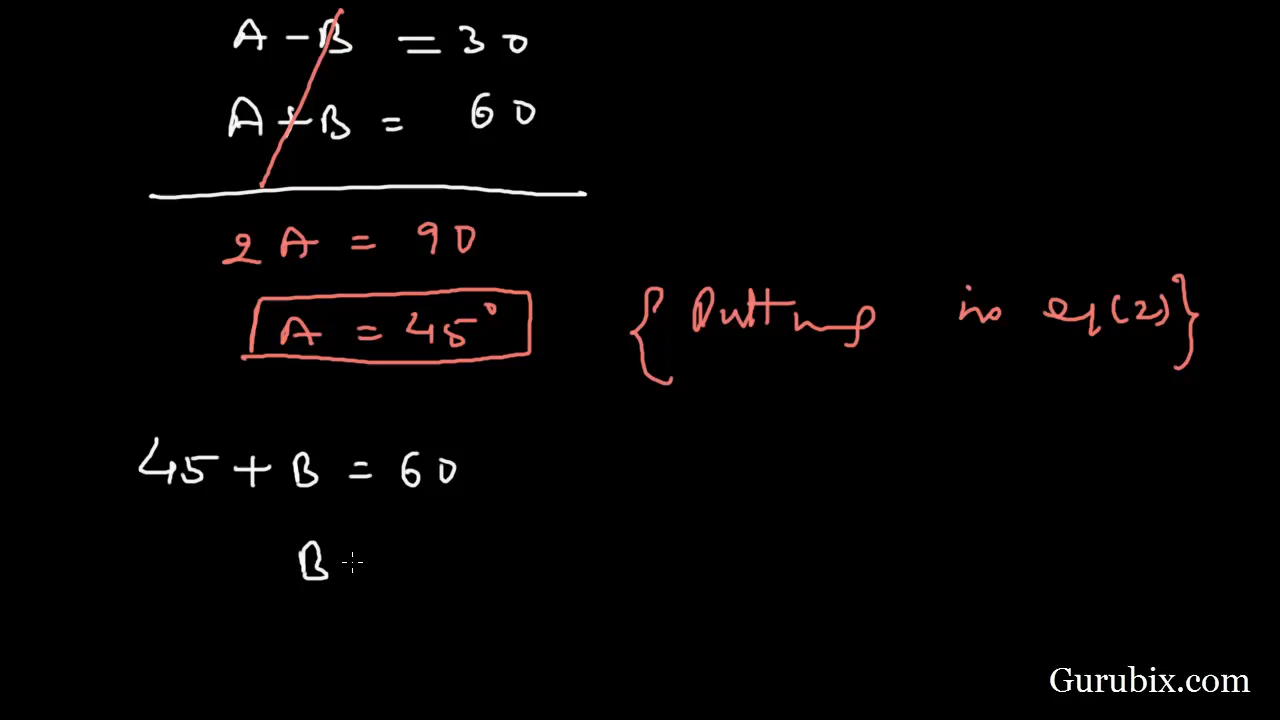 A - B = 30
A + B = 60
2A = 90
A = 45° {Putting in eq(2)}
45 + B = 60
B
Gurubix.com